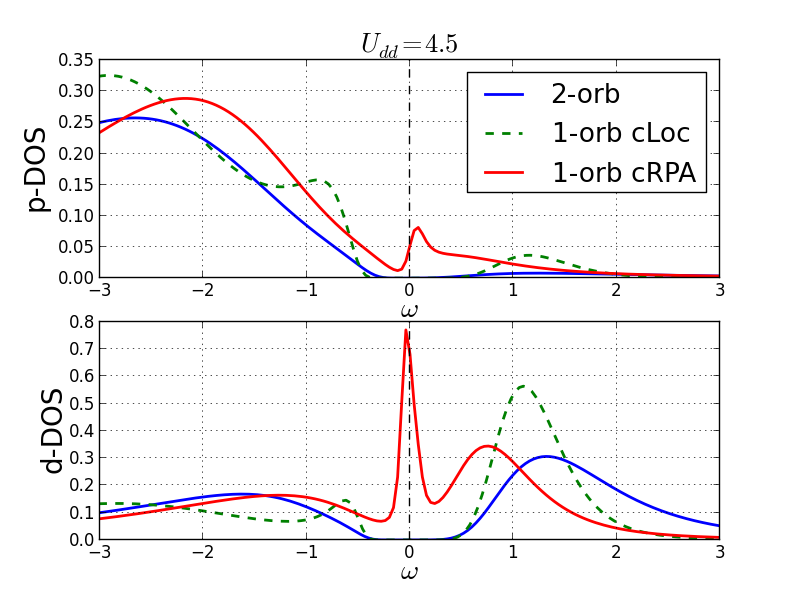 U_dd = 4.5
p-DOS
0.35
0.30
0.25
0.20
0.15
0.10
0.05
0.00
2-orb
1-orb cLoc
1-orb cRPA
−3 −2 −1 0 1 2 3
ω
d-DOS
0.8
0.7
0.6
0.5
0.4
0.3
0.2
0.1
0.0
−3 −2 −1 0 1 2 3
ω